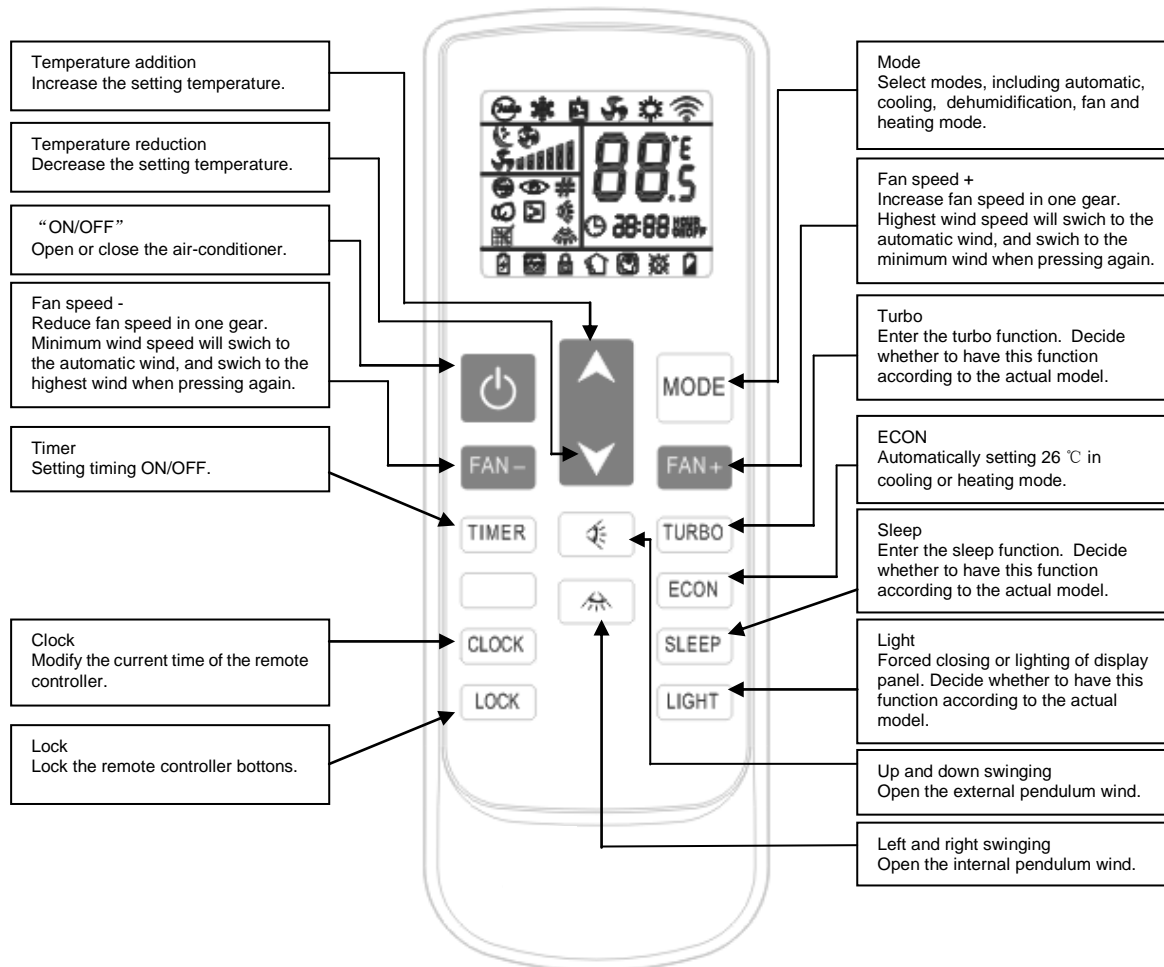 Temperature addition
Increase the setting temperature.
Temperature reduction
Decrease the setting temperature.
“ON/OFF”
Open or close the air-conditioner.
Fan speed -
Reduce fan speed in one gear.
Minimum wind speed will swich to
the automatic wind, and swich to the
highest wind when pressing again.
Timer
Setting timing ON/OFF.
Clock
Modify the current time of the remote
controller.
Lock
Lock the remote controller bottons.
Auto
88.5
°E
28:88 HOUR
ON/OFF
MODE
FAN－
FAN+
TIMER
TURBO
ECON
CLOCK
SLEEP
LOCK
LIGHT
Mode
Select modes, including automatic,
cooling, dehumidification, fan and
heating mode.
Fan speed +
Increase fan speed in one gear.
Highest wind speed will swich to the
automatic wind, and swich to the
minimum wind when pressing again.
Turbo
Enter the turbo function. Decide
whether to have this function
according to the actual model.
ECON
Automatically setting 26 ℃ in
cooling or heating mode.
Sleep
Enter the sleep function. Decide
whether to have this function
according to the actual model.
Light
Forced closing or lighting of display
panel. Decide whether to have this
function according to the actual
model.
Up and down swinging
Open the external pendulum wind.
Left and right swinging
Open the internal pendulum wind.